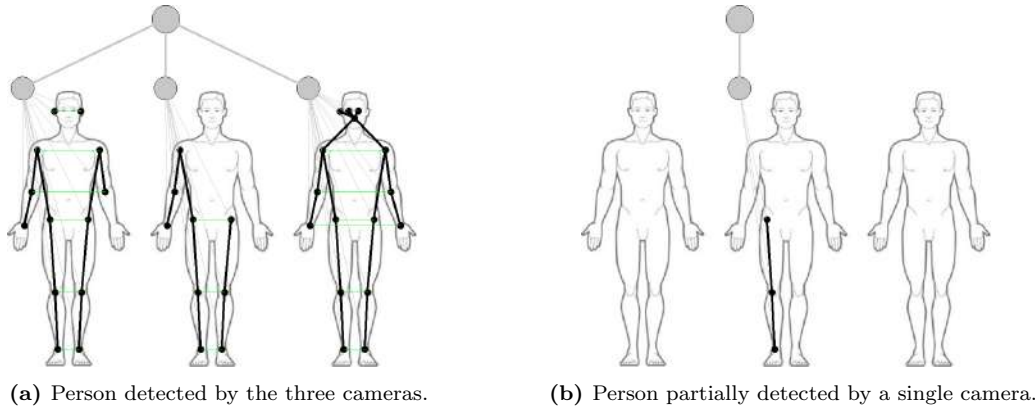 (a) Person detected by the three cameras.
(b) Person partially detected by a single camera.